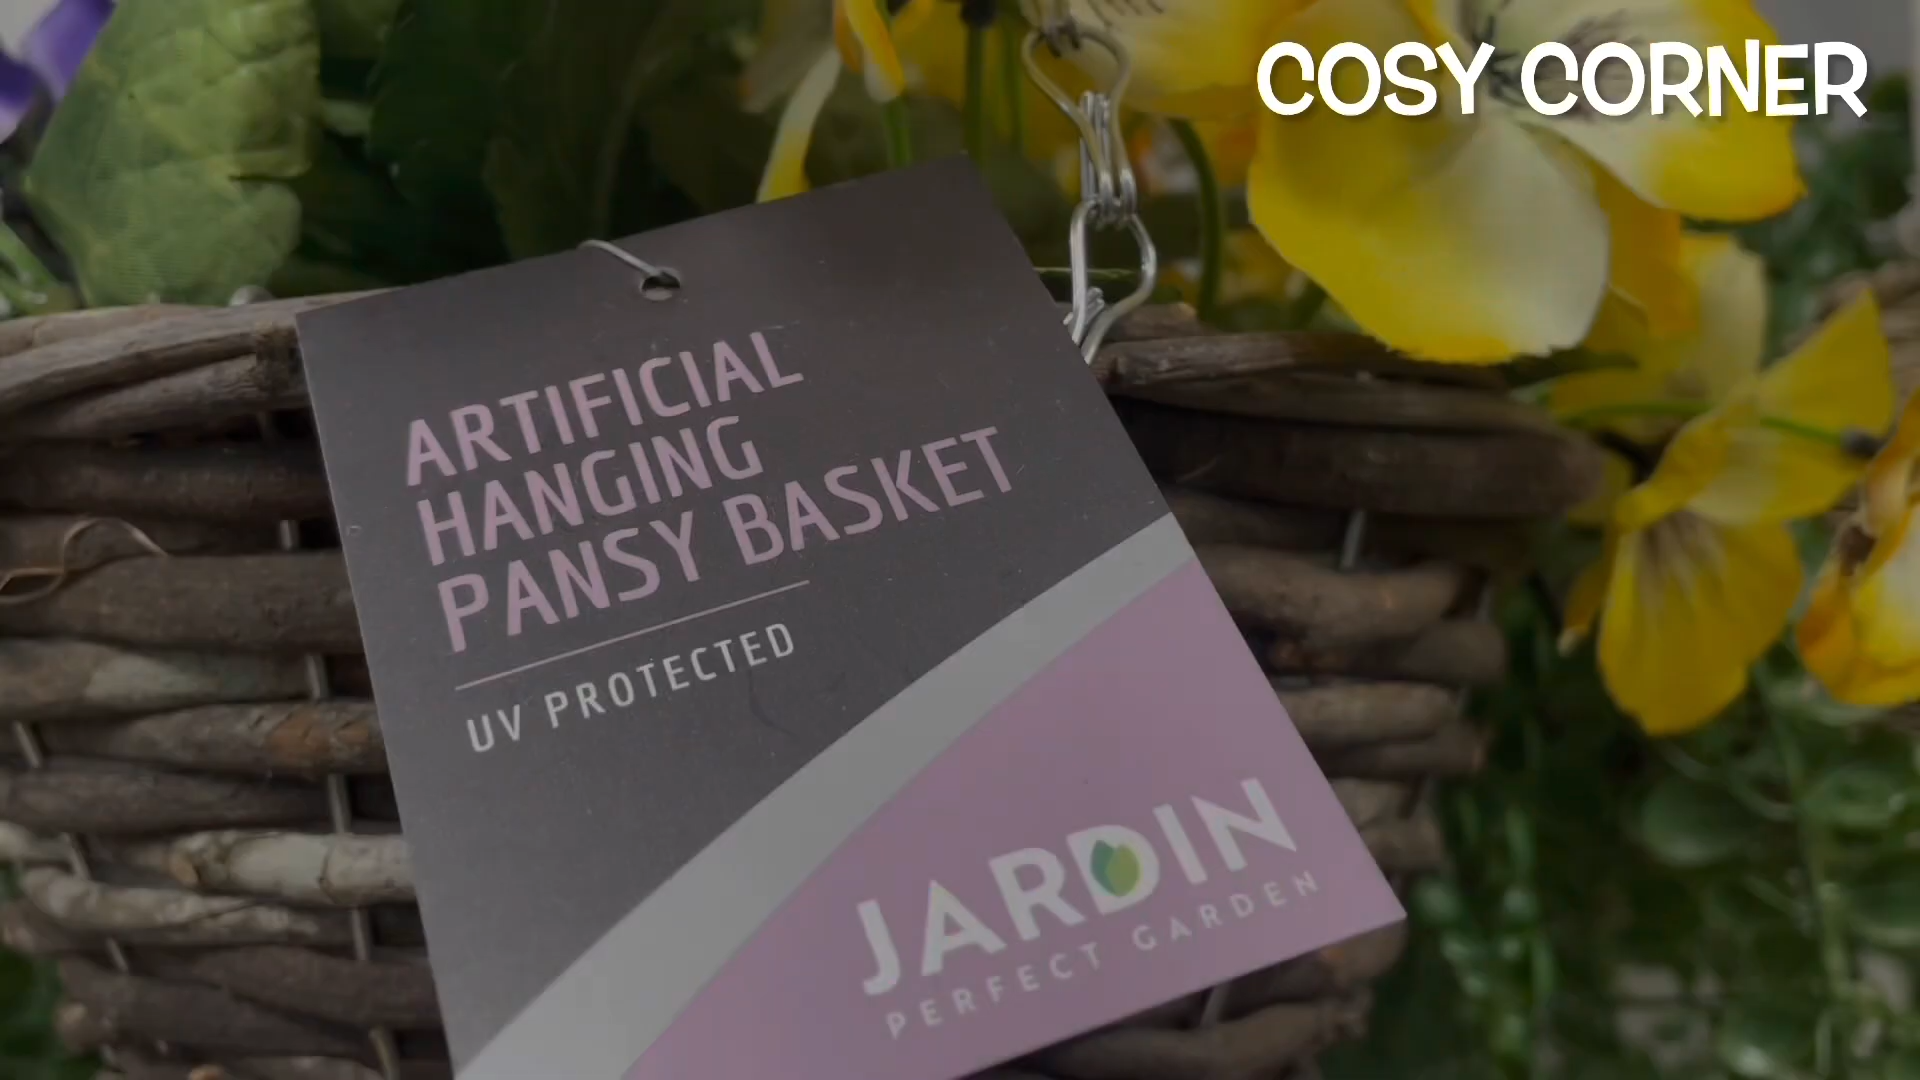 COSY CORNER
ARTIFICIAL
HANGING
PANSY BASKET
UV PROTECTED
JARDIN
PERFECT GARDEN